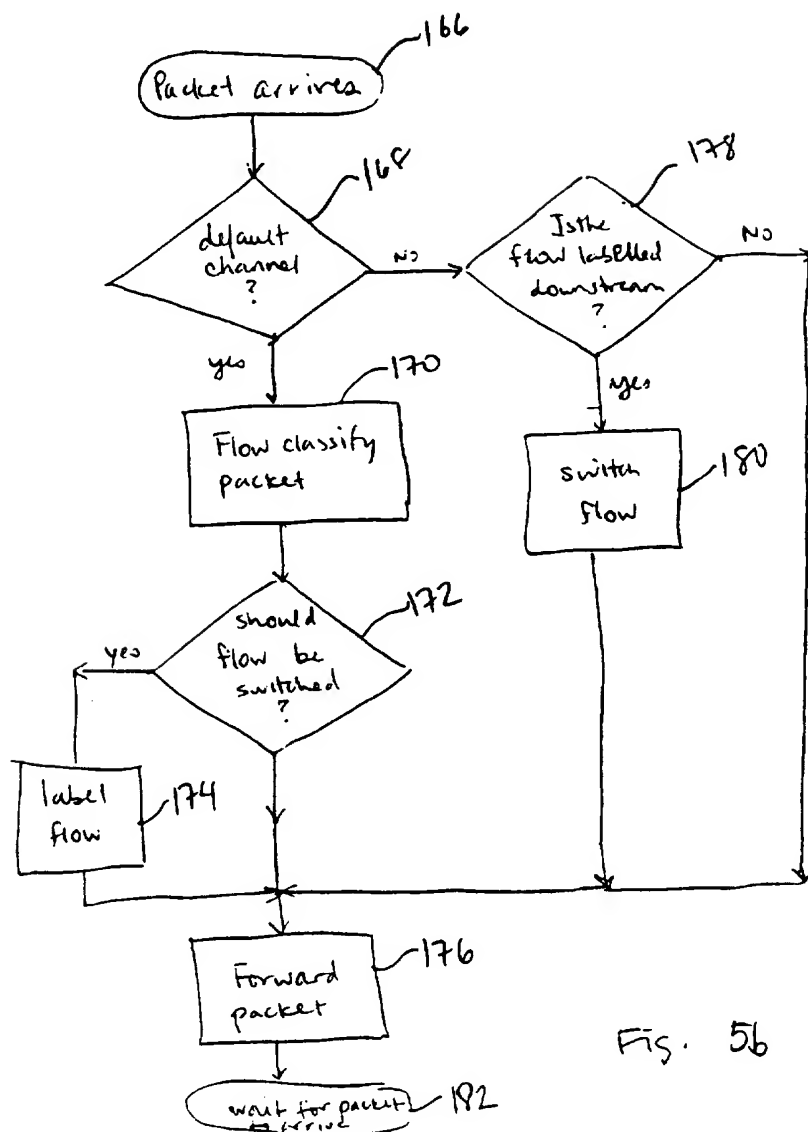 166
Packet arrives
168
default
channel
?
No
yes
178
Is the
flow labelled
downstream
?
No
yes
170
Flow classify
packet
switch
flow
180
172
should
flow be
switched
?
yes
label
flow
174
Forward
packet
176
wait for packet
to arrive
182
Fig. 5b